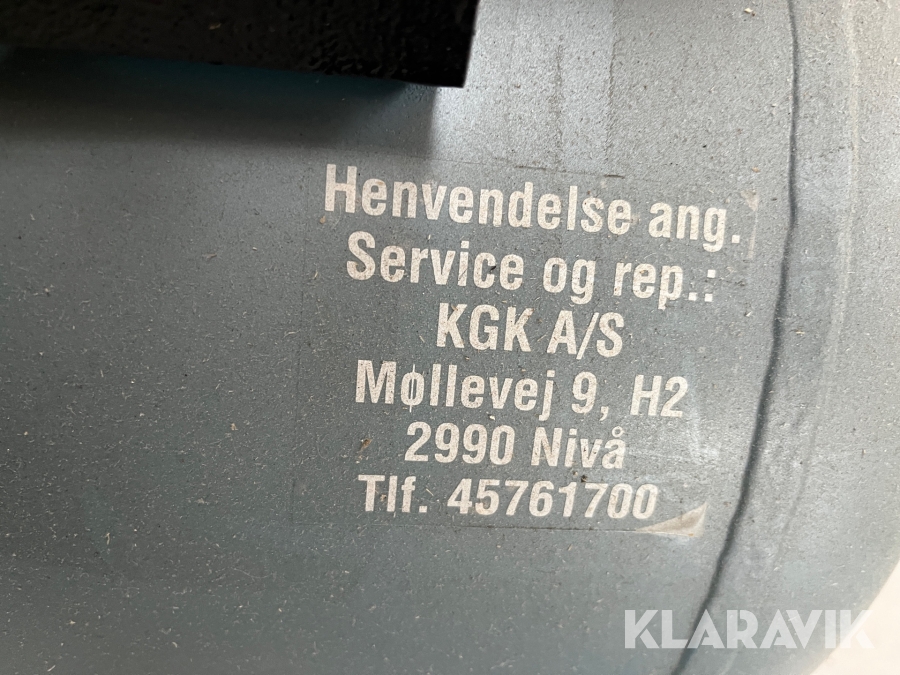 Henvendelse ang.
Service og rep.:
KGK A/S
Møllevej 9, H2
2990 Nivå
Tlf. 45761700
KLARAVIK